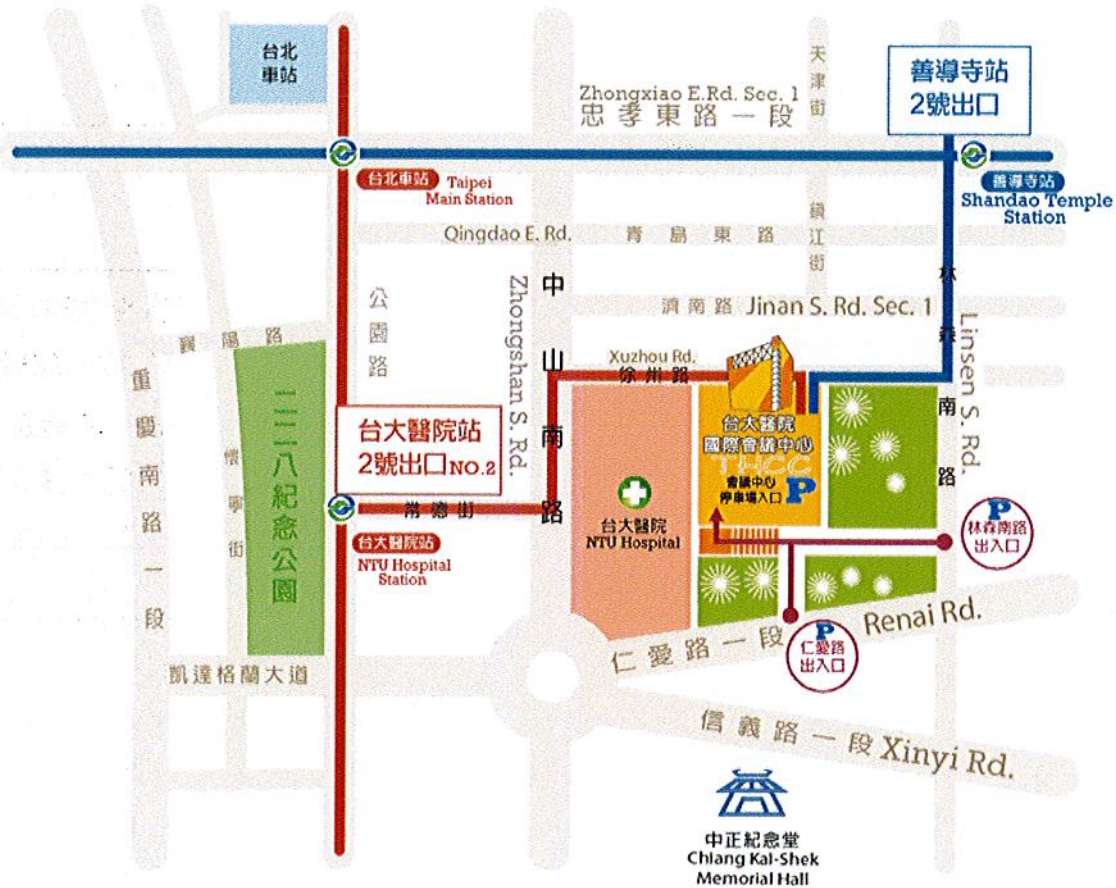 台北
車站
Zhongxiao E.Rd. Sec. 1
忠孝東路一段
天津街
善導寺站
2號出口
台北車站 Taipei
Main Station
善導寺站
Shandao Temple
Station
Qingdao E. Rd. 青島東路
鎮江街
公園路
Zhongshan S. Rd.
中山南路
濟南路 Jinan S. Rd. Sec. 1
林森南路
Linsen S. Rd.
襄陽路
Xuzhou Rd.
徐州路
重慶南路一段
懷寧街
二二八紀念公園
台大醫院站
2號出口NO.2
常德街
台大醫院站
NTU Hospital
Station
台大醫院
NTU Hospital
台大醫院
國際會議中心
THCC
會議中心
停車場入口 P
P
林森南路
出入口
P
仁愛路
出入口
仁愛路一段 Renai Rd.
凱達格蘭大道
信義路一段 Xinyi Rd.
中正紀念堂
Chiang Kai-Shek
Memorial Hall